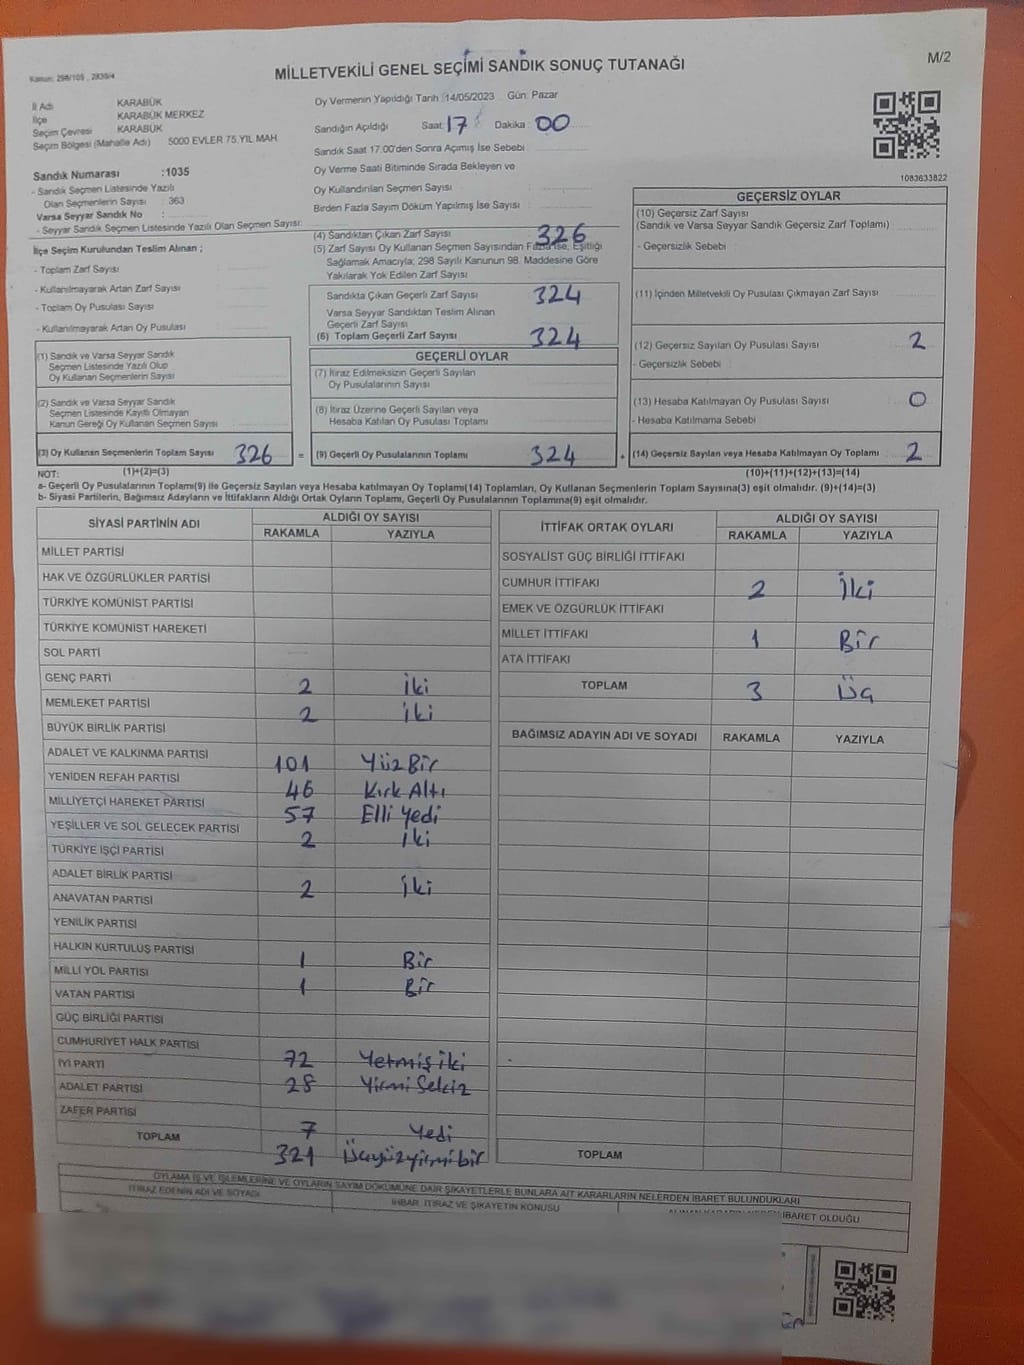 M/2
MİLLETVEKİLİ GENEL SEÇİMİ SANDIK SONUÇ TUTANAĞI
Kanun: 298/105 , 2839/4
İl Adı KARABÜK
İlçe KARABÜK MERKEZ
Seçim Çevresi KARABÜK
Seçim Bölgesi (Mahalle Adı) 5000 EVLER 75.YIL MAH.
Sandık Numarası :1035
- Sandık Seçmen Listesinde Yazılı
Olan Seçmenlerin Sayısı : 363
Varsa Seyyar Sandık No :
- Seyyar Sandık Seçmen Listesinde Yazılı Olan Seçmen Sayısı:
İlçe Seçim Kurulundan Teslim Alınan ;
- Toplam Zarf Sayısı :
- Kullanılmayarak Artan Zarf Sayısı :
- Toplam Oy Pusulası :
- Kullanılmayarak Artan Oy Pusulası :
(1) Sandık ve Varsa Seyyar Sandık
Seçmen Listesinde Yazılı Olup
Oy Kullanan Seçmenlerin Sayısı
(2) Sandık ve Varsa Seyyar Sandık
Seçmen Listesinde Kayıtlı Olmayan
Kanun Gereği Oy Kullanan Seçmen Sayısı
(3) Oy Kullanan Seçmenlerin Toplam Sayısı 326 =
(1)+(2)=(3)
Oy Vermenin Yapıldığı Tarih :14/05/2023 Gün: Pazar
Sandığın Açıldığı Saat: 17 Dakika : 00
Sandık Saat 17.00'den Sonra Açımış İse Sebebi :
Oy Verme Saati Bitiminde Sırada Bekleyen ve
Oy Kullandırılan Seçmen Sayısı :
Birden Fazla Sayım Döküm Yapılmış İse Sayısı :
(4) Sandıktan Çıkan Zarf Sayısı 326
(5) Zarf Sayısı Oy Kullanan Seçmen Sayısından Fazla İse, Eşitliği
Sağlamak Amacıyla; 298 Sayılı Kanunun 98. Maddesine Göre
Yakılarak Yok Edilen Zarf Sayısı :
Sandıkta Çıkan Geçerli Zarf Sayısı 324
Varsa Seyyar Sandıktan Teslim Alınan
Geçerli Zarf Sayısı
(6) Toplam Geçerli Zarf Sayısı 324
GEÇERLİ OYLAR
(7) İtiraz Edilmeksizin Geçerli Sayılan
Oy Pusulalarının Sayısı
(8) İtiraz Üzerine Geçerli Sayılan veya
Hesaba Katılan Oy Pusulası Toplamı
(9) Geçerli Oy Pusulalarının Toplamı 324 +
1083633822
GEÇERSİZ OYLAR
(10) Geçersiz Zarf Sayısı
(Sandık ve Varsa Seyyar Sandık Geçersiz Zarf Toplamı)
- Geçersizlik Sebebi :
(11) İçinden Milletvekili Oy Pusulası Çıkmayan Zarf Sayısı
(12) Geçersiz Sayılan Oy Pusulası Sayısı 2
- Geçersizlik Sebebi :
(13) Hesaba Katılmayan Oy Pusulası Sayısı 0
- Hesaba Katılmama Sebebi :
(14) Geçersiz Sayılan veya Hesaba Katılmayan Oy Toplamı 2
(10)+(11)+(12)+(13)=(14)
NOT:
a- Geçerli Oy Pusulalarının Toplamı(9) ile Geçersiz Sayılan veya Hesaba Katılmayan Oy Toplamı(14) Toplamları, Oy Kullanan Seçmenlerin Toplam Sayısına(3) eşit olmalıdır. (9)+(14)=(3)
b- Siyasi Partilerin, Bağımsız Adayların ve İttifakların Aldığı Ortak Oyların Toplamı, Geçerli Oy Pusulalarının Toplamına(9) eşit olmalıdır.
SİYASİ PARTİNİN ADI ALDIĞI OY SAYISI
RAKAMLA YAZIYLA
MİLLET PARTİSİ
HAK VE ÖZGÜRLÜKLER PARTİSİ
TÜRKİYE KOMÜNİST PARTİSİ
TÜRKİYE KOMÜNİST HAREKETİ
SOL PARTİ
GENÇ PARTİ 2 iki
MEMLEKET PARTİSİ 2 iki
BÜYÜK BİRLİK PARTİSİ
ADALET VE KALKINMA PARTİSİ 101 YüzBir
YENİDEN REFAH PARTİSİ 46 Kırk Altı
MİLLİYETÇİ HAREKET PARTİSİ 57 Elli Yedi
YEŞİLLER VE SOL GELECEK PARTİSİ 2 iki
TÜRKİYE İŞÇİ PARTİSİ
ADALET BİRLİK PARTİSİ 2 iki
ANAVATAN PARTİSİ
YENİLİK PARTİSİ
HALKIN KURTULUŞ PARTİSİ 1 Bir
MİLLİ YOL PARTİSİ 1 Bir
VATAN PARTİSİ
GÜÇ BİRLİĞİ PARTİSİ
CUMHURİYET HALK PARTİSİ 72 Yetmiş iki
İYİ PARTİ 28 Yirmi Sekiz
ADALET PARTİSİ
ZAFER PARTİSİ 7 Yedi
TOPLAM 321 Üçyüzyirmibir
İTTİFAK ORTAK OYLARI ALDIĞI OY SAYISI
RAKAMLA YAZIYLA
SOSYALİST GÜÇ BİRLİĞİ İTTİFAKI
CUMHUR İTTİFAKI 2 İki
EMEK VE ÖZGÜRLÜK İTTİFAKI
MİLLET İTTİFAKI 1 Bir
ATA İTTİFAKI
TOPLAM 3 Üç
BAĞIMSIZ ADAYIN ADI VE SOYADI RAKAMLA YAZIYLA
TOPLAM
OYLAMA İŞ VE İŞLEMLERİNE VE OYLARIN SAYIM DÖKÜMÜNE DAİR ŞİKAYETLERLE BUNLARA AİT KARARLARIN NELERDEN İBARET BULUNDUKLARI
İTİRAZ EDENİN ADI VE SOYADI İHBAR, İTİRAZ VE ŞİKAYETİN KONUSU ALINAN KARARIN NEDEN İBARET OLDUĞU